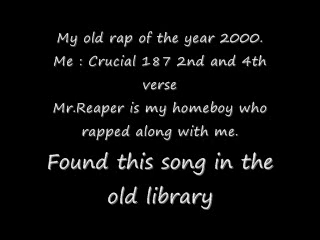 My old rap of the year 2000.
Me : Crucial 187 2nd and 4th
verse
Mr.Reaper is my homeboy who
rapped along with me.
Found this song in the
old library